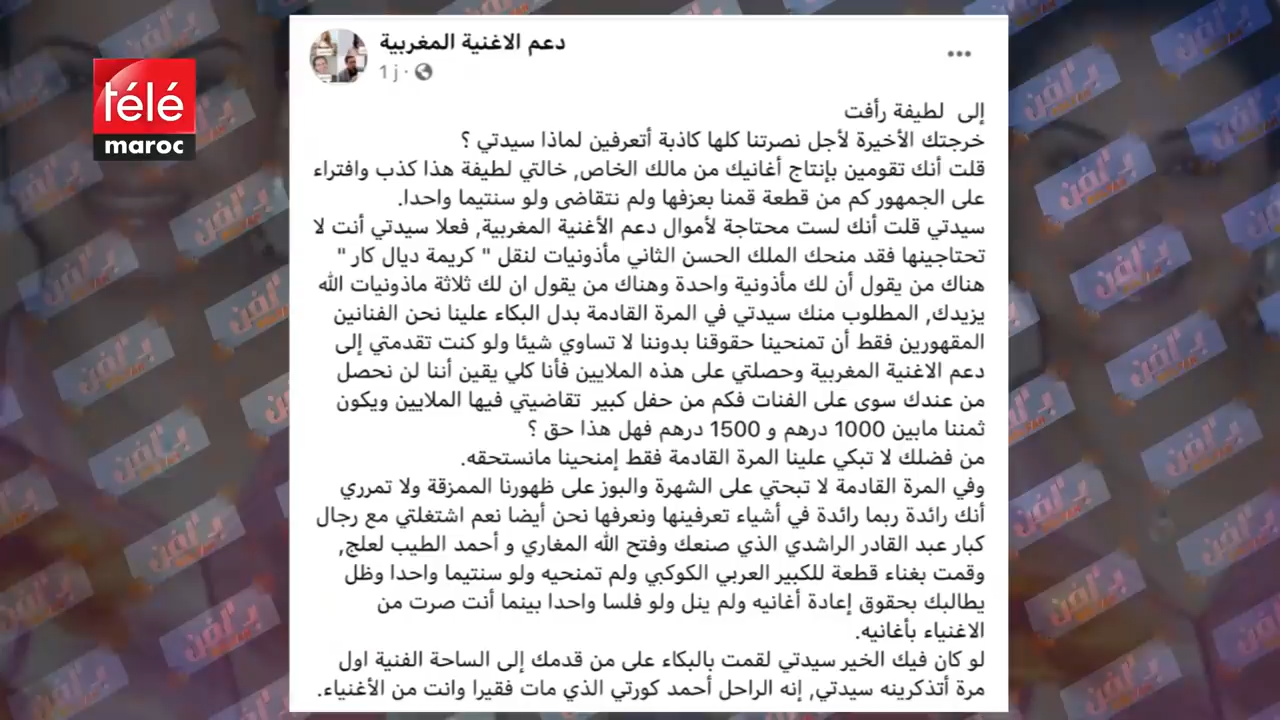 télé
maroc
دعم الاغنية المغربية
1 j ·
إلى لطيفة رأفت
خرجتك الأخيرة لأجل نصرتنا كلها كاذبة أتعرفين لماذا سيدتي ؟
قلت أنك تقومين بإنتاج أغانيك من مالك الخاص, خالتي لطيفة هذا كذب وافتراء
على الجمهور كم من قطعة قمنا بعزفها ولم نتقاضى ولو سنتيما واحدا.
سيدتي قلت أنك لست محتاجة لأموال دعم الأغنية المغربية, فعلا سيدتي أنت لا
تحتاجينها فقد منحك الملك الحسن الثاني مأذونيات لنقل " كريمة ديال كار "
هناك من يقول أن لك مأذونية واحدة وهناك من يقول ان لك ثلاثة ماذونيات الله
يزيدك, المطلوب منك سيدتي في المرة القادمة بدل البكاء علينا نحن الفنانين
المقهورين فقط أن تمنحينا حقوقنا بدوننا لا تساوي شيئا ولو كنت تقدمتي إلى
دعم الاغنية المغربية وحصلتي على هذه الملايين فأنا كلي يقين أننا لن نحصل
من عندك سوى على الفتات فكم من حفل كبير تقاضيتي فيها الملايين ويكون
ثمننا مابين 1000 درهم و 1500 درهم فهل هذا حق ؟
من فضلك لا تبكي علينا المرة القادمة فقط إمنحينا مانستحقه.
وفي المرة القادمة لا تبحتي على الشهرة والبوز على ظهورنا الممزقة ولا تمرري
أنك رائدة ربما رائدة في أشياء تعرفينها ونعرفها نحن أيضا نعم اشتغلتي مع رجال
كبار عبد القادر الراشدي الذي صنعك وفتح الله المغاري و أحمد الطيب لعلج,
وقمت بغناء قطعة للكبير العربي الكوكبي ولم تمنحيه ولو سنتيما واحدا وظل
يطالبك بحقوق إعادة أغانيه ولم ينل ولو فلسا واحدا بينما أنت صرت من
الاغنياء بأغانيه.
لو كان فيك الخير سيدتي لقمت بالبكاء على من قدمك إلى الساحة الفنية اول
مرة أتذكرينه سيدتي, إنه الراحل أحمد كورتي الذي مات فقيرا وانت من الأغنياء.